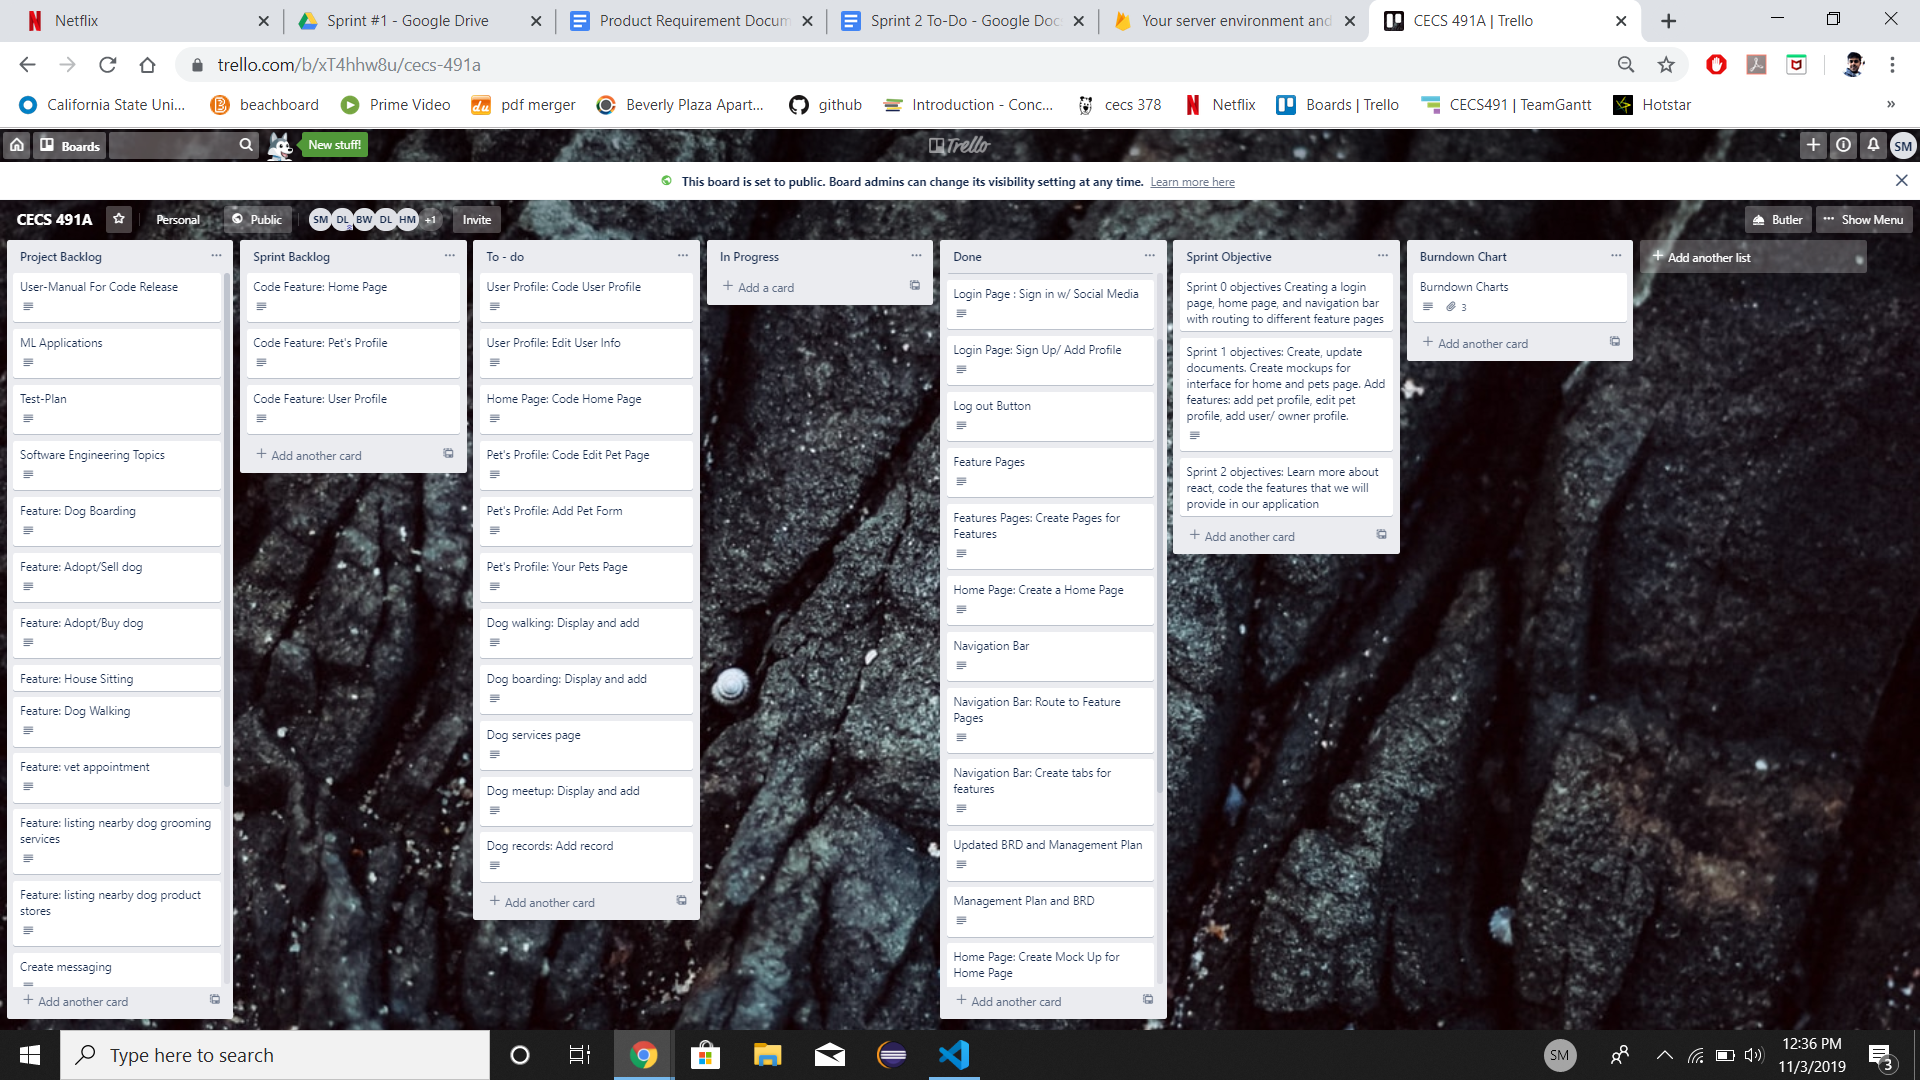 Netflix
Sprint #1 - Google Drive
Product Requirement Docum
Sprint 2 To-Do - Google Doc
Your server environment and
CECS 491A | Trello
trello.com/b/xT4hhw8u/cecs-491a
California State Uni...
beachboard
Prime Video
pdf merger
Beverly Plaza Apart...
github
Introduction - Conc...
cecs 378
Netflix
Boards | Trello
CECS491 | TeamGantt
Hotstar
»
Boards
New stuff!
Trello
SM
This board is set to public. Board admins can change its visibility setting at any time. Learn more here
CECS 491A
Personal
Public
SM DL BW DL HM +1
Invite
Butler
Show Menu
Project Backlog
User-Manual For Code Release
ML Applications
Test-Plan
Software Engineering Topics
Feature: Dog Boarding
Feature: Adopt/Sell dog
Feature: Adopt/Buy dog
Feature: House Sitting
Feature: Dog Walking
Feature: vet appointment
Feature: listing nearby dog grooming
services
Feature: listing nearby dog product
stores
Create messaging
+ Add another card
Sprint Backlog
Code Feature: Home Page
Code Feature: Pet's Profile
Code Feature: User Profile
+ Add another card
To - do
User Profile: Code User Profile
User Profile: Edit User Info
Home Page: Code Home Page
Pet's Profile: Code Edit Pet Page
Pet's Profile: Add Pet Form
Pet's Profile: Your Pets Page
Dog walking: Display and add
Dog boarding: Display and add
Dog services page
Dog meetup: Display and add
Dog records: Add record
+ Add another card
In Progress
+ Add a card
Done
Login Page : Sign in w/ Social Media
Login Page: Sign Up/ Add Profile
Log out Button
Feature Pages
Features Pages: Create Pages for
Features
Home Page: Create a Home Page
Navigation Bar
Navigation Bar: Route to Feature
Pages
Navigation Bar: Create tabs for
features
Updated BRD and Management Plan
Management Plan and BRD
Home Page: Create Mock Up for
Home Page
+ Add another card
Sprint Objective
Sprint 0 objectives Creating a login
page, home page, and navigation bar
with routing to different feature pages
Sprint 1 objectives: Create, update
documents. Create mockups for
interface for home and pets page. Add
features: add pet profile, edit pet
profile, add user/ owner profile.
Sprint 2 objectives: Learn more about
react, code the features that we will
provide in our application
+ Add another card
Burndown Chart
Burndown Charts
3
+ Add another card
+ Add another list
Type here to search
SM
12:36 PM
11/3/2019
3